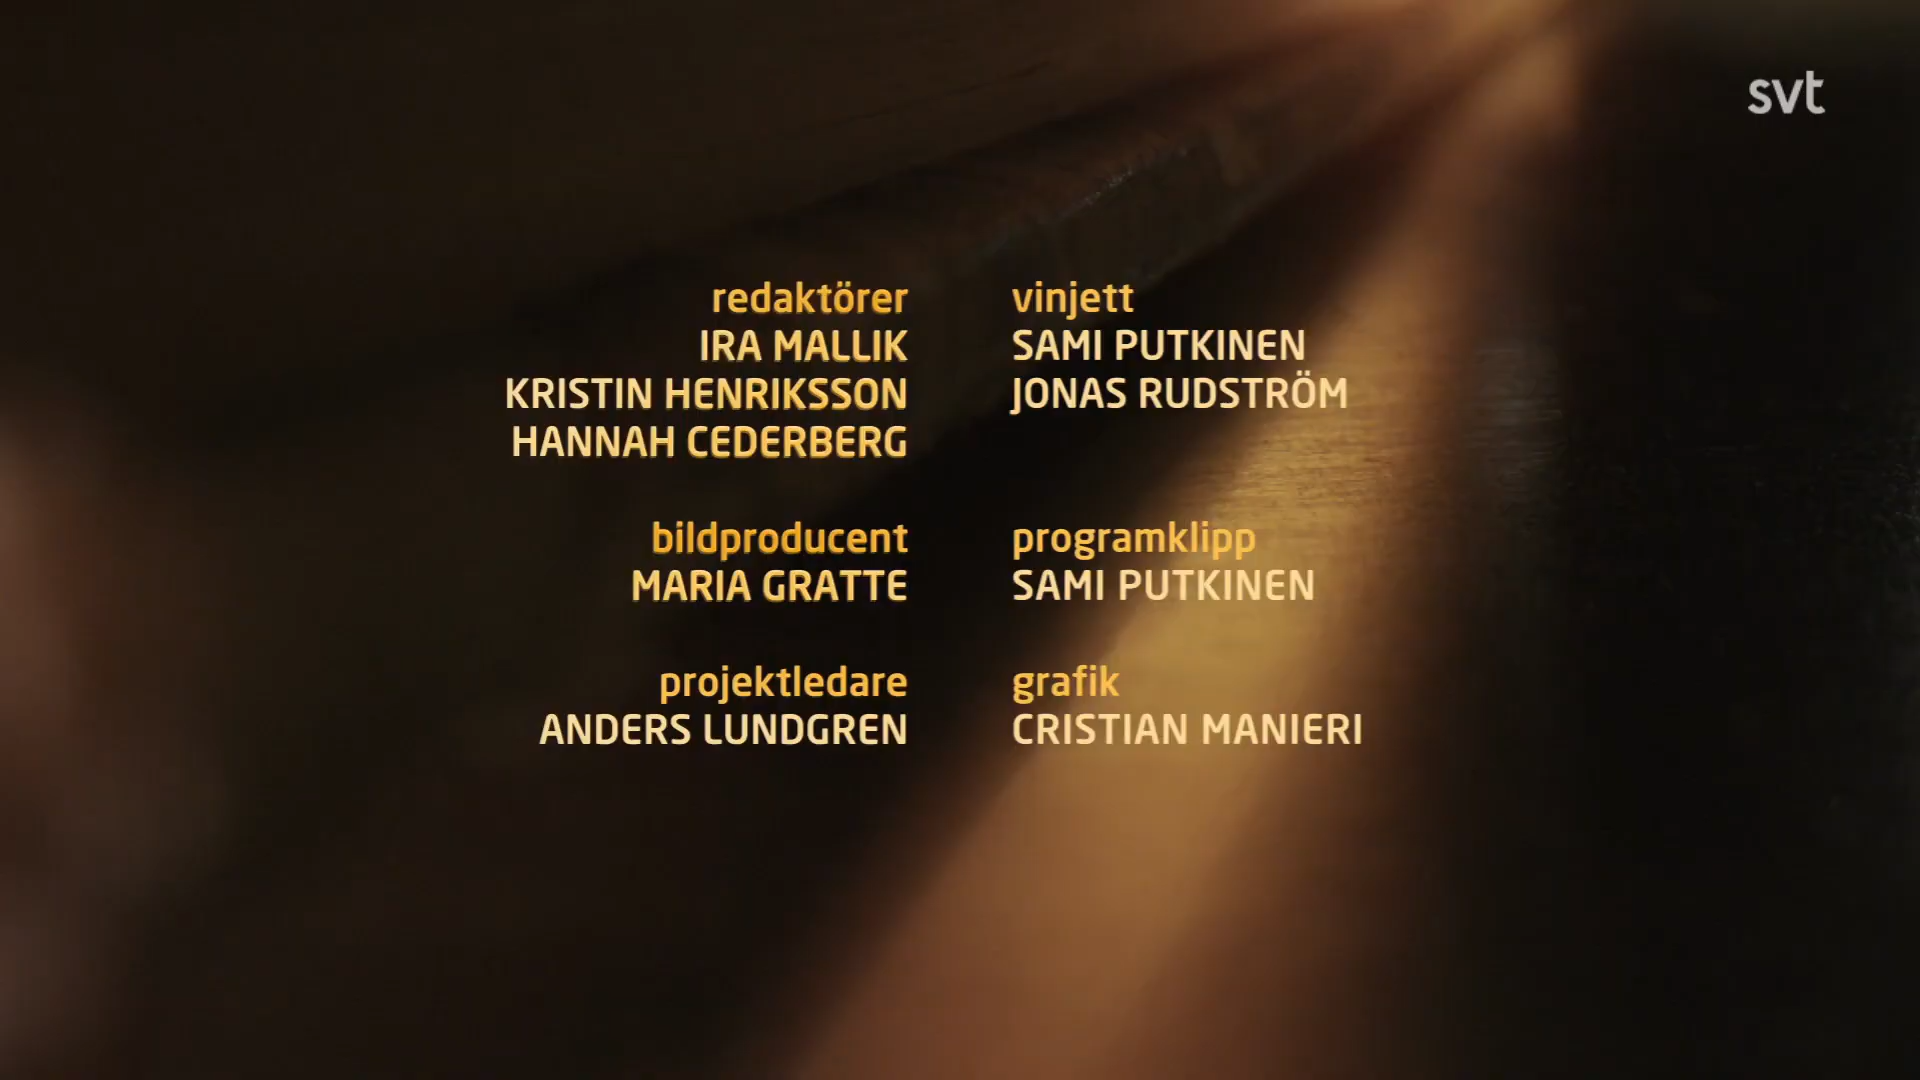 svt
redaktörer
IRA MALLIK
KRISTIN HENRIKSSON
HANNAH CEDERBERG
bildproducent
MARIA GRATTE
projektledare
ANDERS LUNDGREN
vinjett
SAMI PUTKINEN
JONAS RUDSTRÖM
programklipp
SAMI PUTKINEN
grafik
CRISTIAN MANIERI